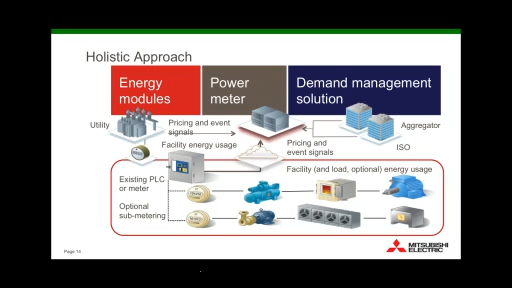 Holistic Approach
Energy
modules
Power
meter
Demand management
solution
Utility
Pricing and event
signals
Aggregator
Facility energy usage
Pricing and
event signals
ISO
Facility (and load, optional) energy usage
Existing PLC
or meter
Optional
sub-metering
Page 14
MITSUBISHI
ELECTRIC